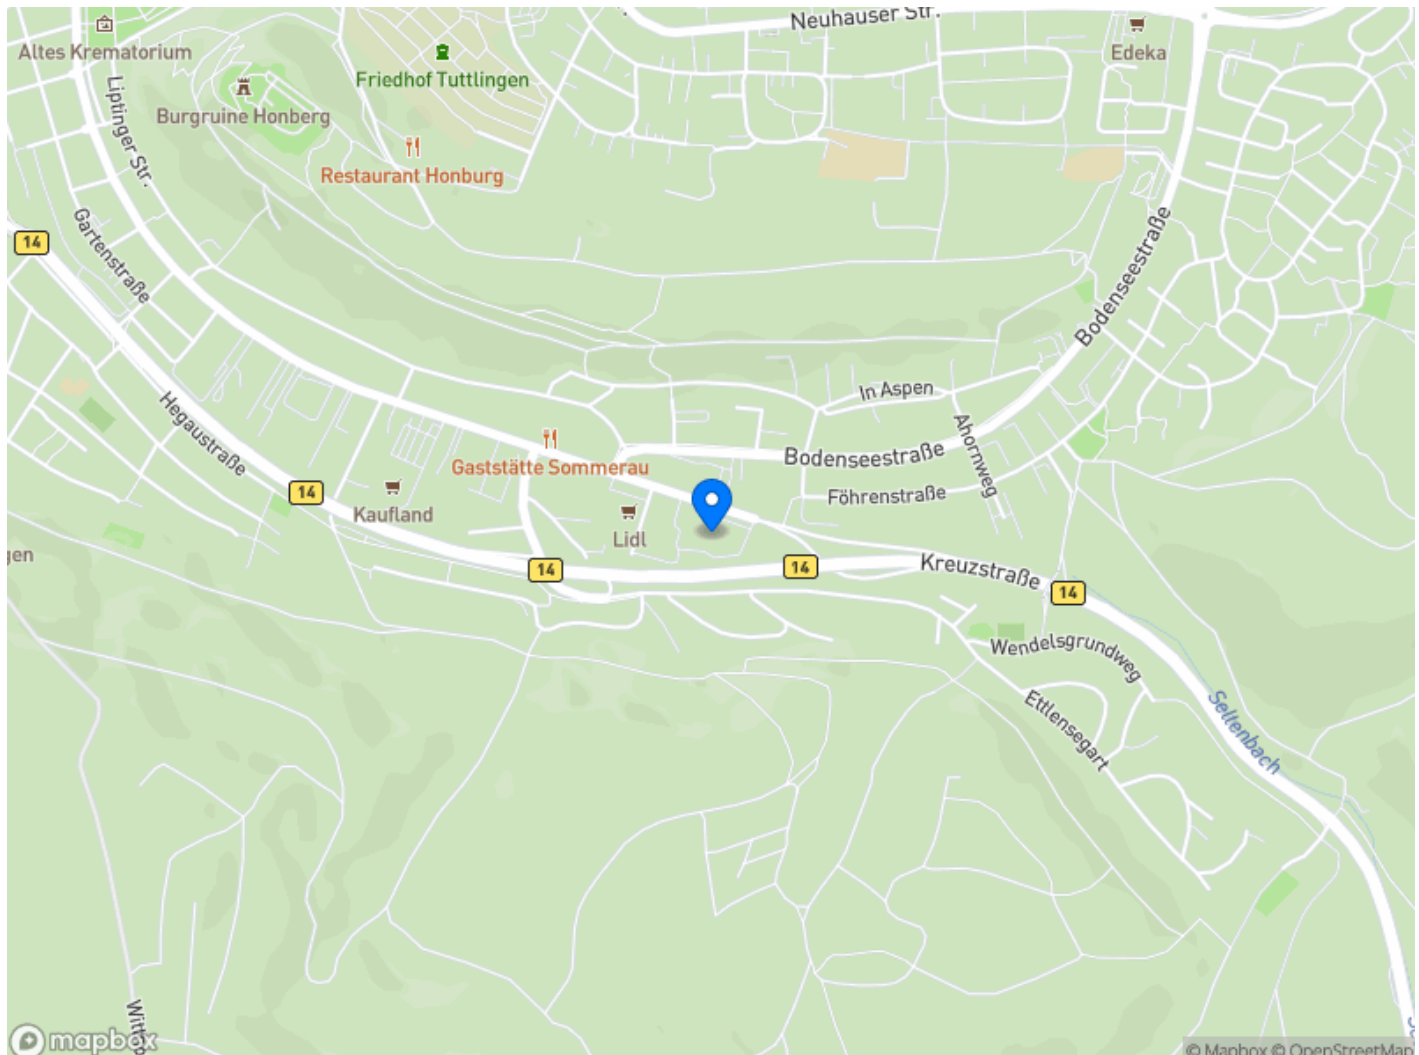 Neuhauser Str.
Edeka
Altes Krematorium
Friedhof Tuttlingen
Liptinger Str.
Burgruine Honberg
Restaurant Honburg
14
Gartenstraße
Bodenseestraße
In Aspen
Hegaustraße
Ahornweg
Gaststätte Sommerau
Bodenseestraße
14
Kaufland
Föhrenstraße
Lidl
gen
14
14
Kreuzstraße
14
Wendelsgrundweg
Ettlensegart
Seltenbach
mapbox
© Mapbox © OpenStreetMap